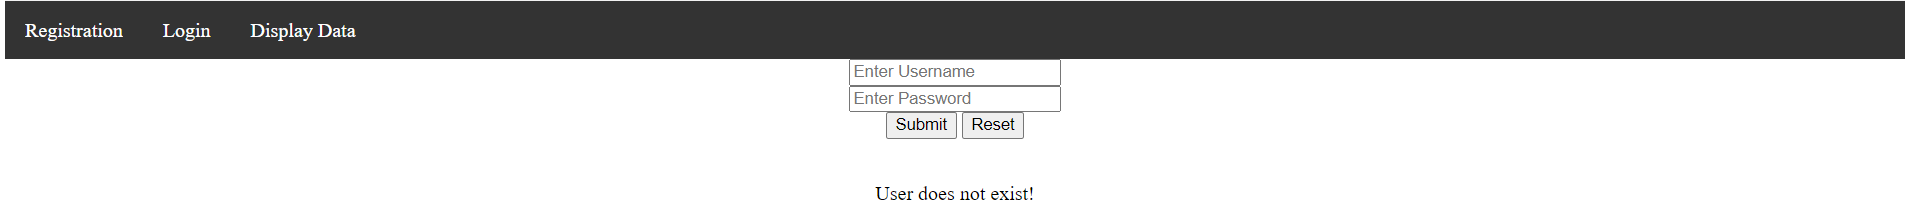 Registration Login Display Data
Enter Username
Enter Password
Submit Reset
User does not exist!